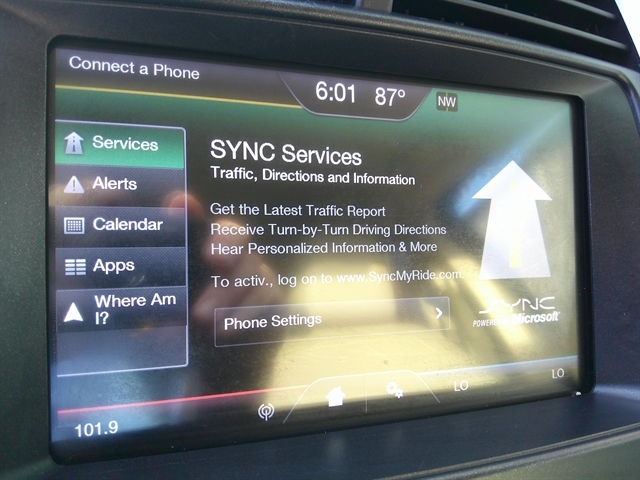 Connect a Phone
6:01 87° NW
Services
Alerts
Calendar
Apps
Where Am
I?
SYNC Services
Traffic, Directions and Information
Get the Latest Traffic Report
Receive Turn-by-Turn Driving Directions
Hear Personalized Information & More
To activ., log on to www.SyncMyRide.com.
Phone Settings
SYNC
POWERED BY Microsoft
101.9
LO
LO